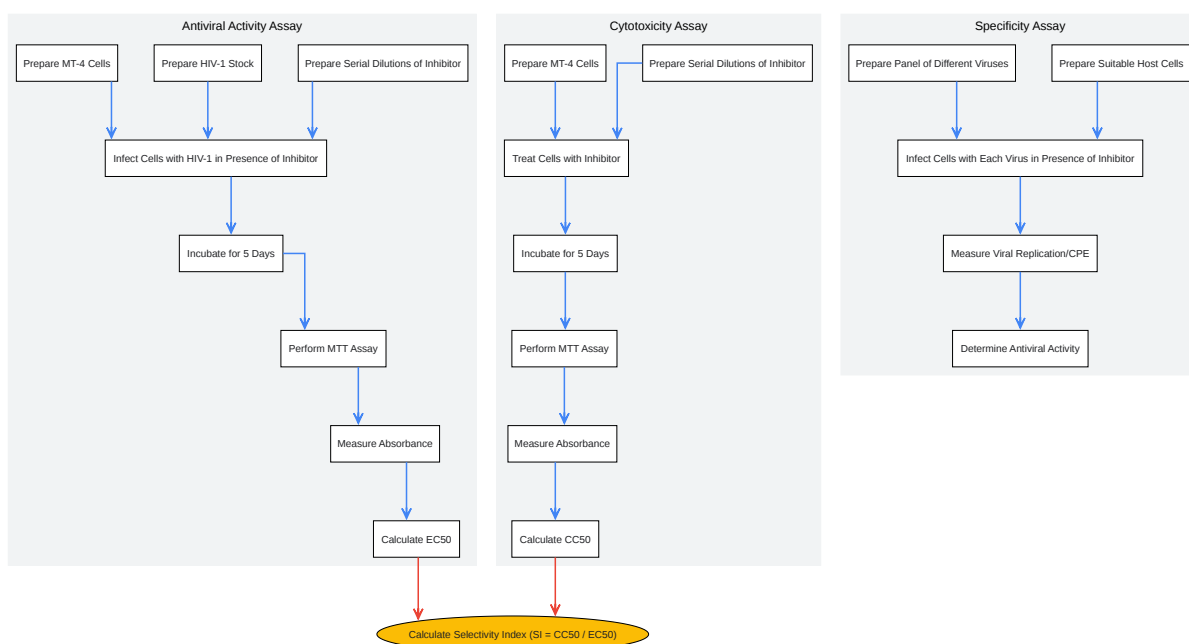 Antiviral Activity Assay
Prepare MT-4 Cells
Prepare HIV-1 Stock
Prepare Serial Dilutions of Inhibitor
Infect Cells with HIV-1 in Presence of Inhibitor
Incubate for 5 Days
Perform MTT Assay
Measure Absorbance
Calculate EC50
Cytotoxicity Assay
Prepare MT-4 Cells
Prepare Serial Dilutions of Inhibitor
Treat Cells with Inhibitor
Incubate for 5 Days
Perform MTT Assay
Measure Absorbance
Calculate CC50
Specificity Assay
Prepare Panel of Different Viruses
Prepare Suitable Host Cells
Infect Cells with Each Virus in Presence of Inhibitor
Measure Viral Replication/CPE
Determine Antiviral Activity
Calculate Selectivity Index (SI = CC50 / EC50)